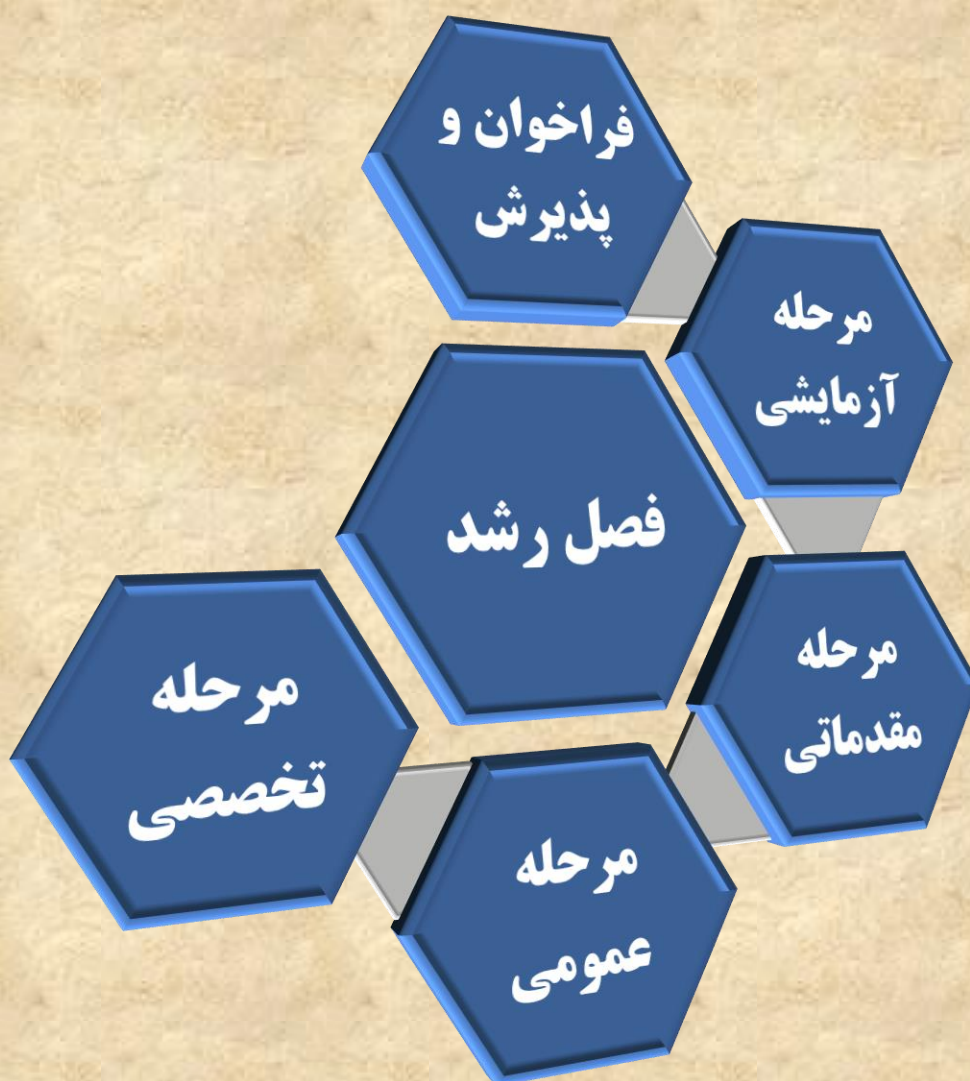 فراخوان و
پذیرش
مرحله
آزمایشی
فصل رشد
مرحله
مقدماتی
مرحله
عمومی
مرحله
تخصصی